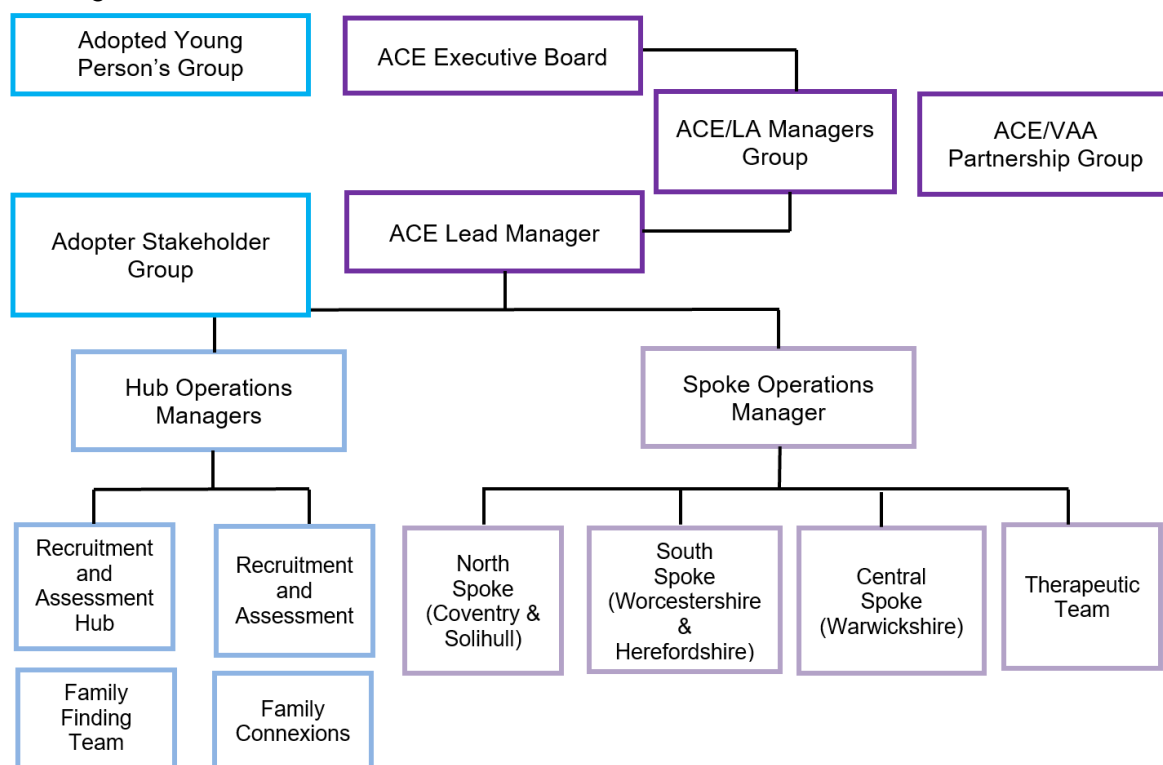 Adopted Young
Person's Group
ACE Executive Board
ACE/LA Managers
Group
ACE/VAA
Partnership Group
Adopter Stakeholder
Group
ACE Lead Manager
Hub Operations
Managers
Spoke Operations
Manager
Recruitment
and
Assessment
Hub
Recruitment
and
Assessment
North
Spoke
(Coventry &
Solihull)
South
Spoke
(Worcestershire
&
Herefordshire)
Central
Spoke
(Warwickshire)
Therapeutic
Team
Family
Finding
Team
Family
Connexions